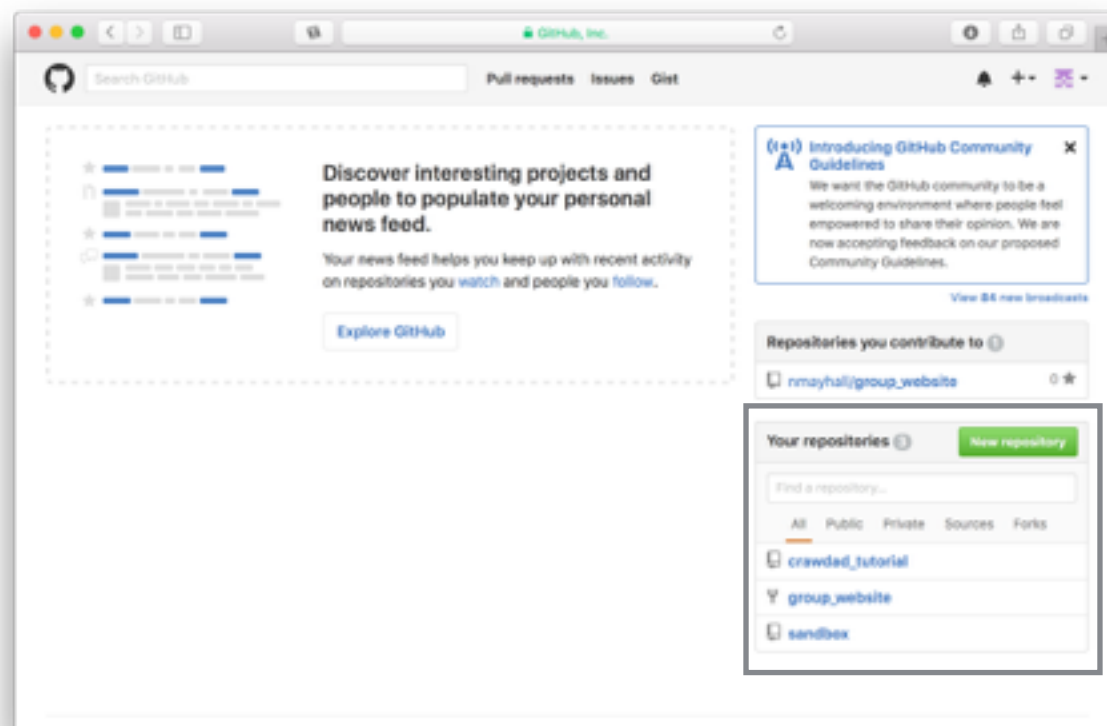 GitHub, Inc.
Search GitHub
Pull requests Issues Gist
Discover interesting projects and
people to populate your personal
news feed.
Your news feed helps you keep up with recent activity
on repositories you watch and people you follow.
Explore GitHub
Introducing GitHub Community
Guidelines
We want the GitHub community to be a
welcoming environment where people feel
empowered to share their opinion. We are
now accepting feedback on our proposed
Community Guidelines.
View 84 new broadcasts
Repositories you contribute to
nmayhall/group_website 0
Your repositories
New repository
Find a repository...
All Public Private Sources Forks
crawdad_tutorial
group_website
sandbox